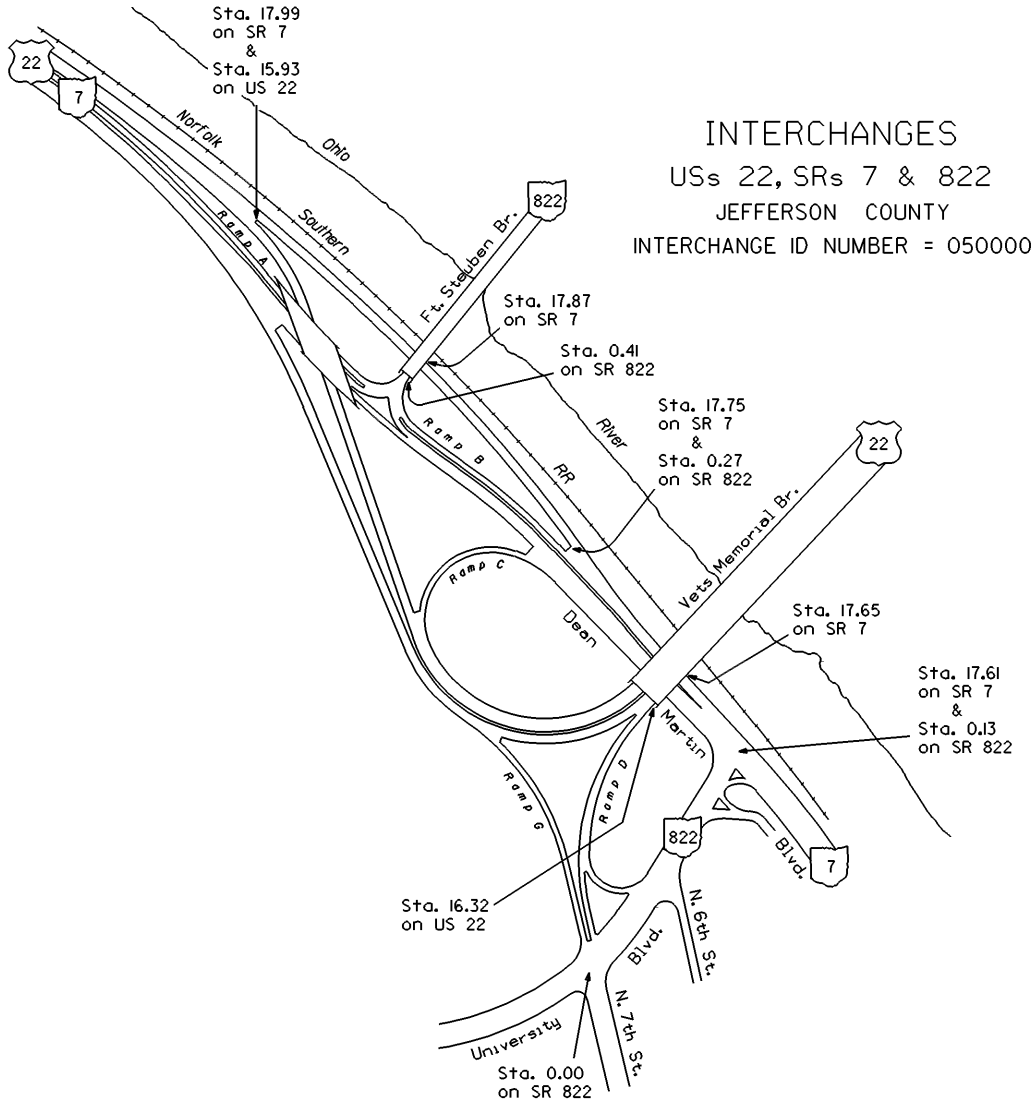 Sta. 17.99
on SR 7
&
Sta. 15.93
on US 22
22
7
Norfolk
Southern
Ohio
INTERCHANGES
USs 22, SRs 7 & 822
JEFFERSON COUNTY
INTERCHANGE ID NUMBER = 050000
822
Ramp A
Ft. Steuben Br.
Sta. 17.87
on SR 7
Sta. 0.41
on SR 822
Sta. 17.75
on SR 7
&
Sta. 0.27
on SR 822
Ramp B
River
RR
22
Vets Memorial Br.
Ramp C
Dean
Sta. 17.65
on SR 7
Sta. 17.61
on SR 7
&
Sta. 0.13
on SR 822
Martin
Ramp D
Ramp G
822
Blvd.
7
Sta. 16.32
on US 22
N. 6th St.
Blvd.
N. 7th St.
University
Sta. 0.00
on SR 822